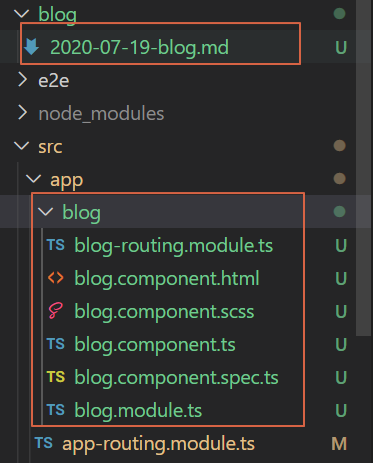 blog
2020-07-19-blog.md U
e2e
node_modules
src
app
blog
TS blog-routing.module.ts U
<> blog.component.html U
blog.component.scss U
TS blog.component.ts U
TS blog.component.spec.ts U
TS blog.module.ts U
TS app-routing.module.ts M